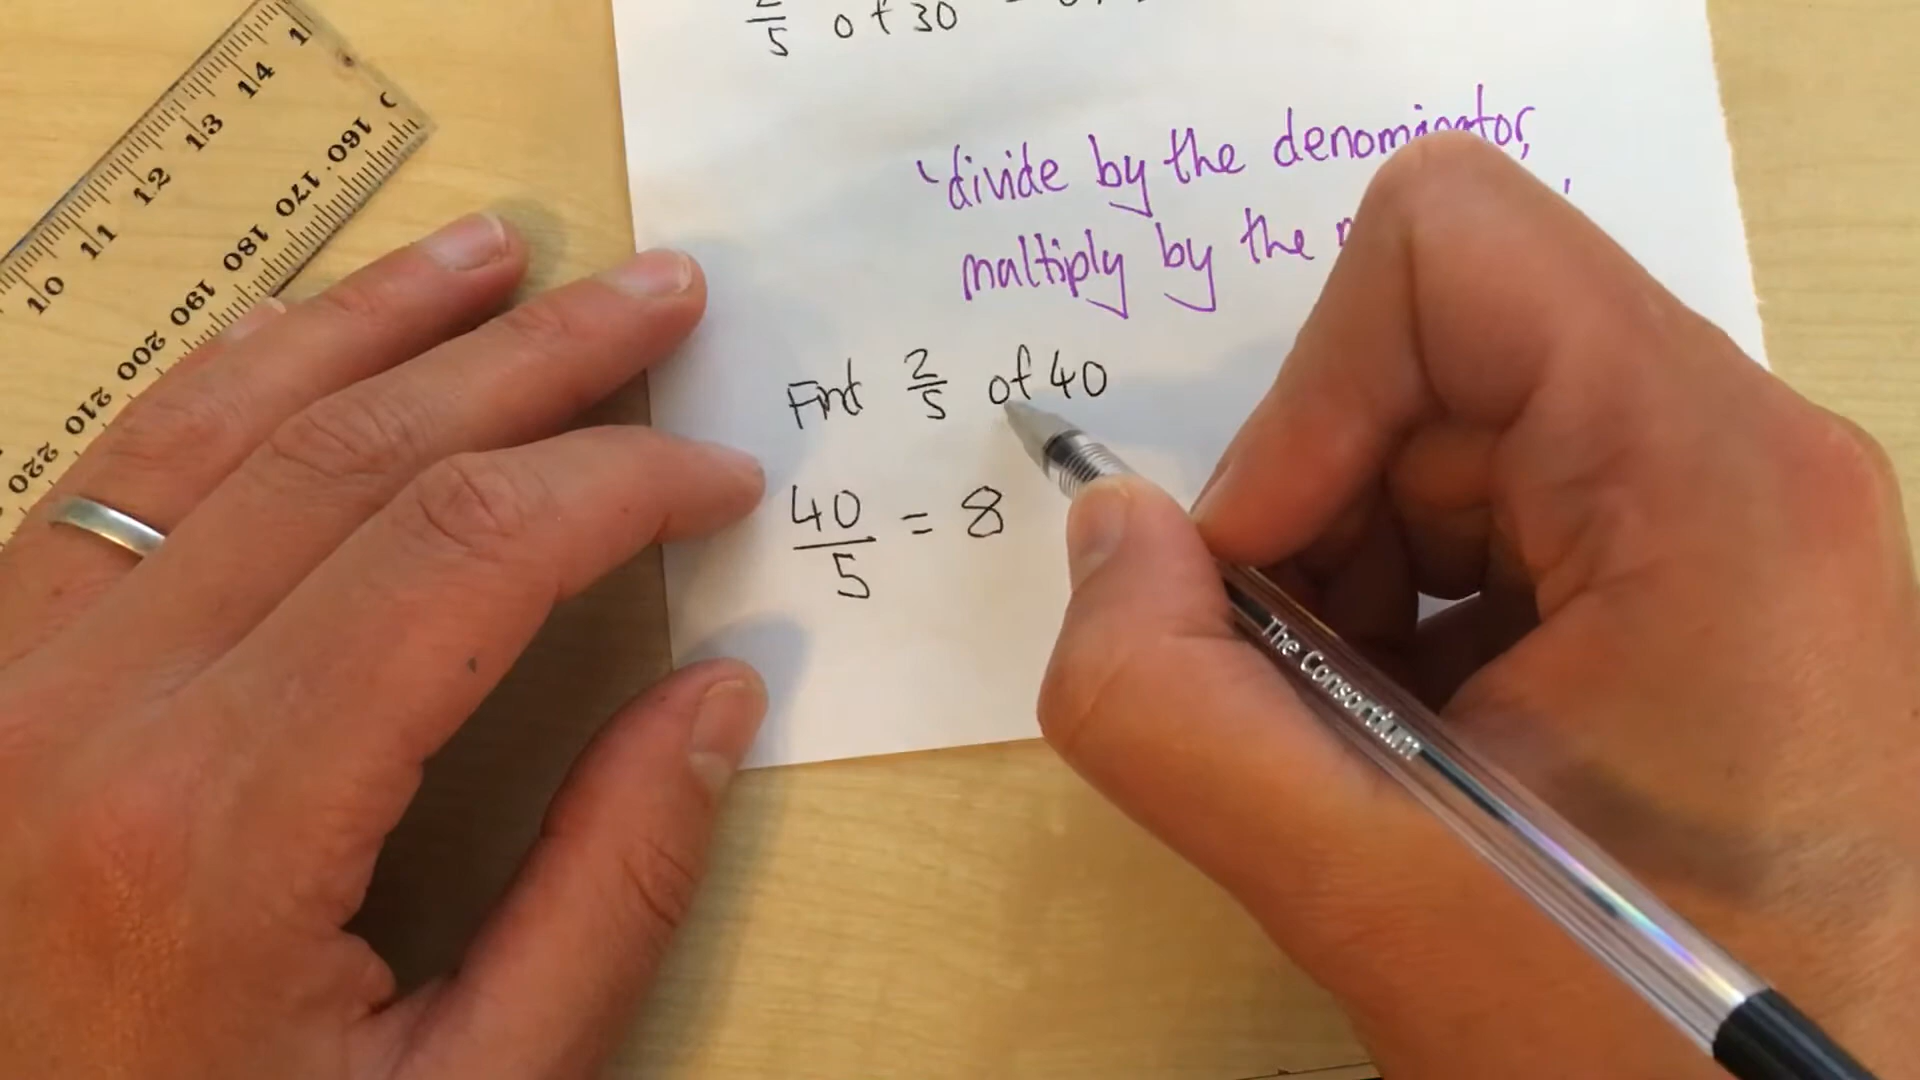 2/5 of 30 =
'divide by the denominator,
multiply by the
Find 2/5 of 40
40/5 = 8
The Consortium
10 11 12 13 14
160 170 180 190 200 210 220